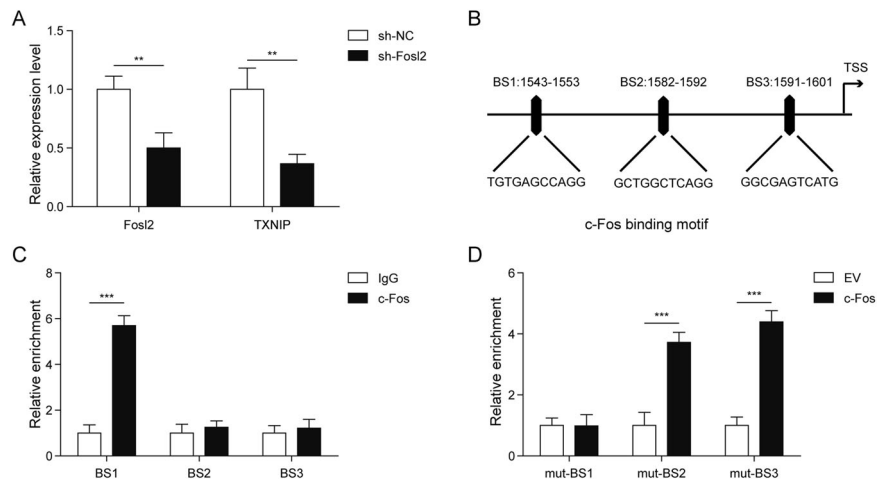 A
Relative expression level
1.5
1.0
0.5
0.0
**
**
Fosl2
TXNIP
sh-NC
sh-Fosl2
B
BS1:1543-1553
BS2:1582-1592
BS3:1591-1601
TSS
TGTGAGCCAGG
GCTGGCTCAGG
GGCGAGTCATG
c-Fos binding motif
C
Relative enrichment
8
6
4
2
0
***
BS1
BS2
BS3
IgG
c-Fos
D
Relative enrichment
6
4
2
0
***
***
mut-BS1
mut-BS2
mut-BS3
EV
c-Fos